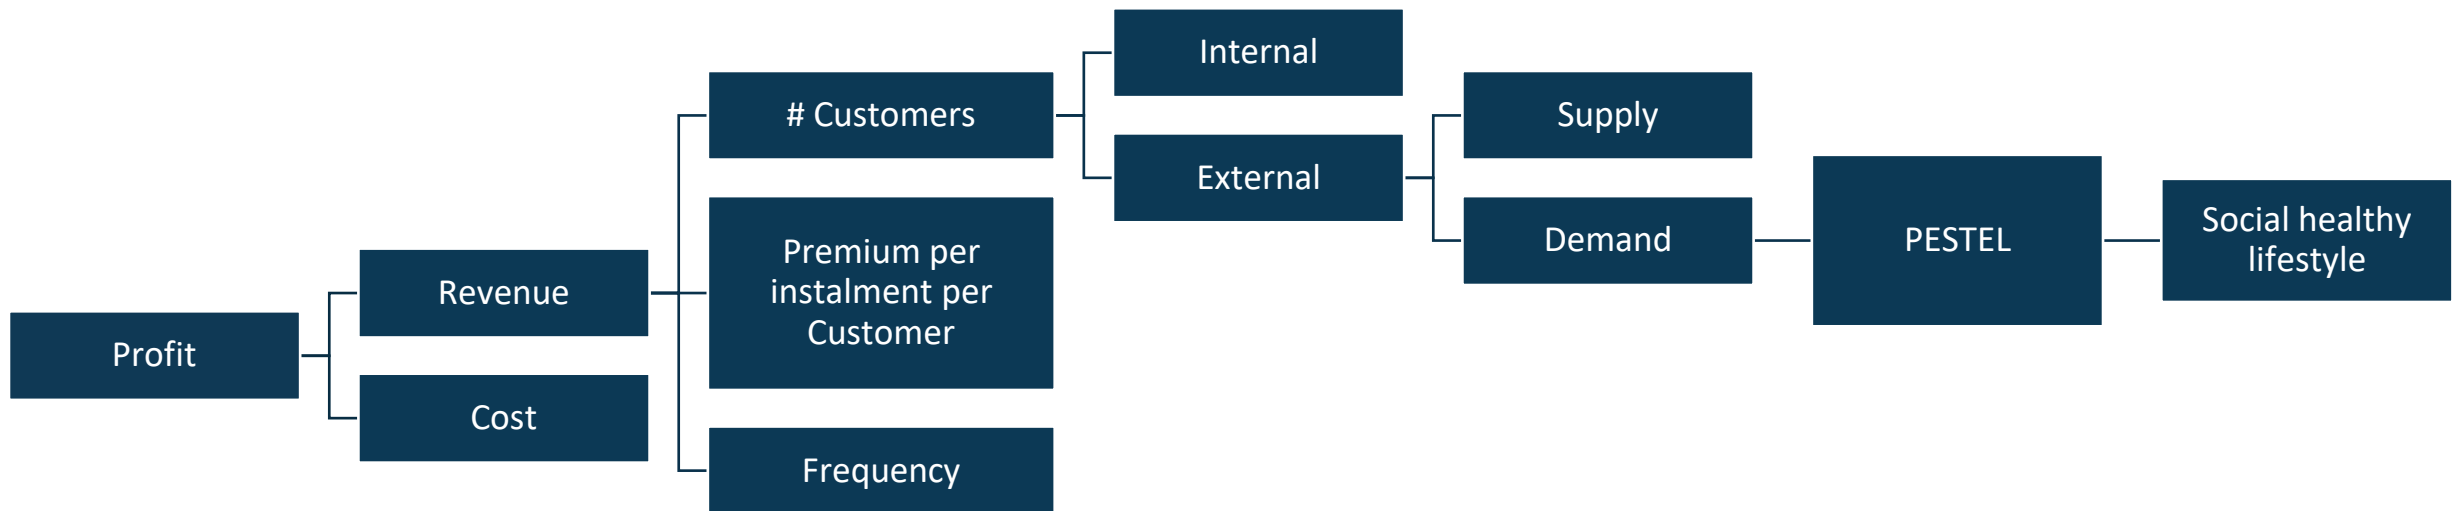 Profit
Revenue
Cost
# Customers
Premium per
instalment per
Customer
Frequency
Internal
External
Supply
Demand
PESTEL
Social healthy
lifestyle